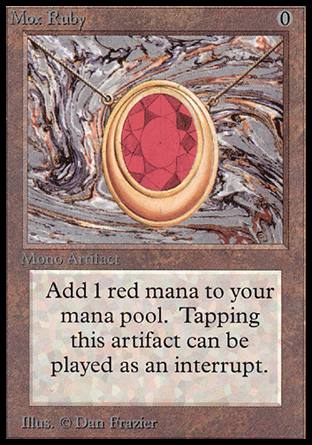 Mox Ruby 0
Mono Artifact
Add 1 red mana to your
mana pool. Tapping
this artifact can be
played as an interrupt.
Illus. © Dan Frazier